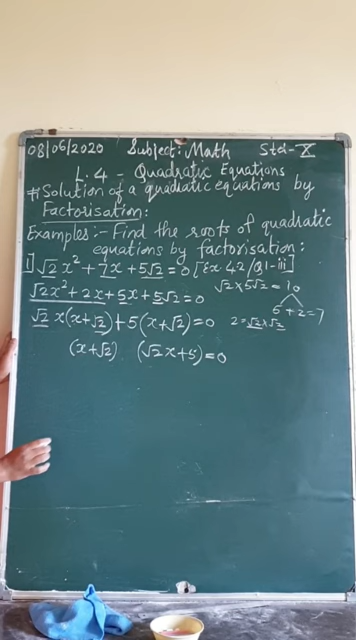 08/06/2020 Subject: Math Std-X
L. 4 - Quadratic Equations
# Solution of a quadratic equations by
Factorisation:
Examples:- Find the roots of quadratic
equations by factorisation:
1] √2 x² + 7x + 5√2 = 0 [Ex 4.2/Q1-iii]
√2 x 5√2 = 10
√2x² + 2x + 5x + 5√2 = 0
5 + 2 = 7
√2 x(x+√2) + 5(x+√2) = 0
2 = √2 x √2
(x+√2) (√2x+5) = 0